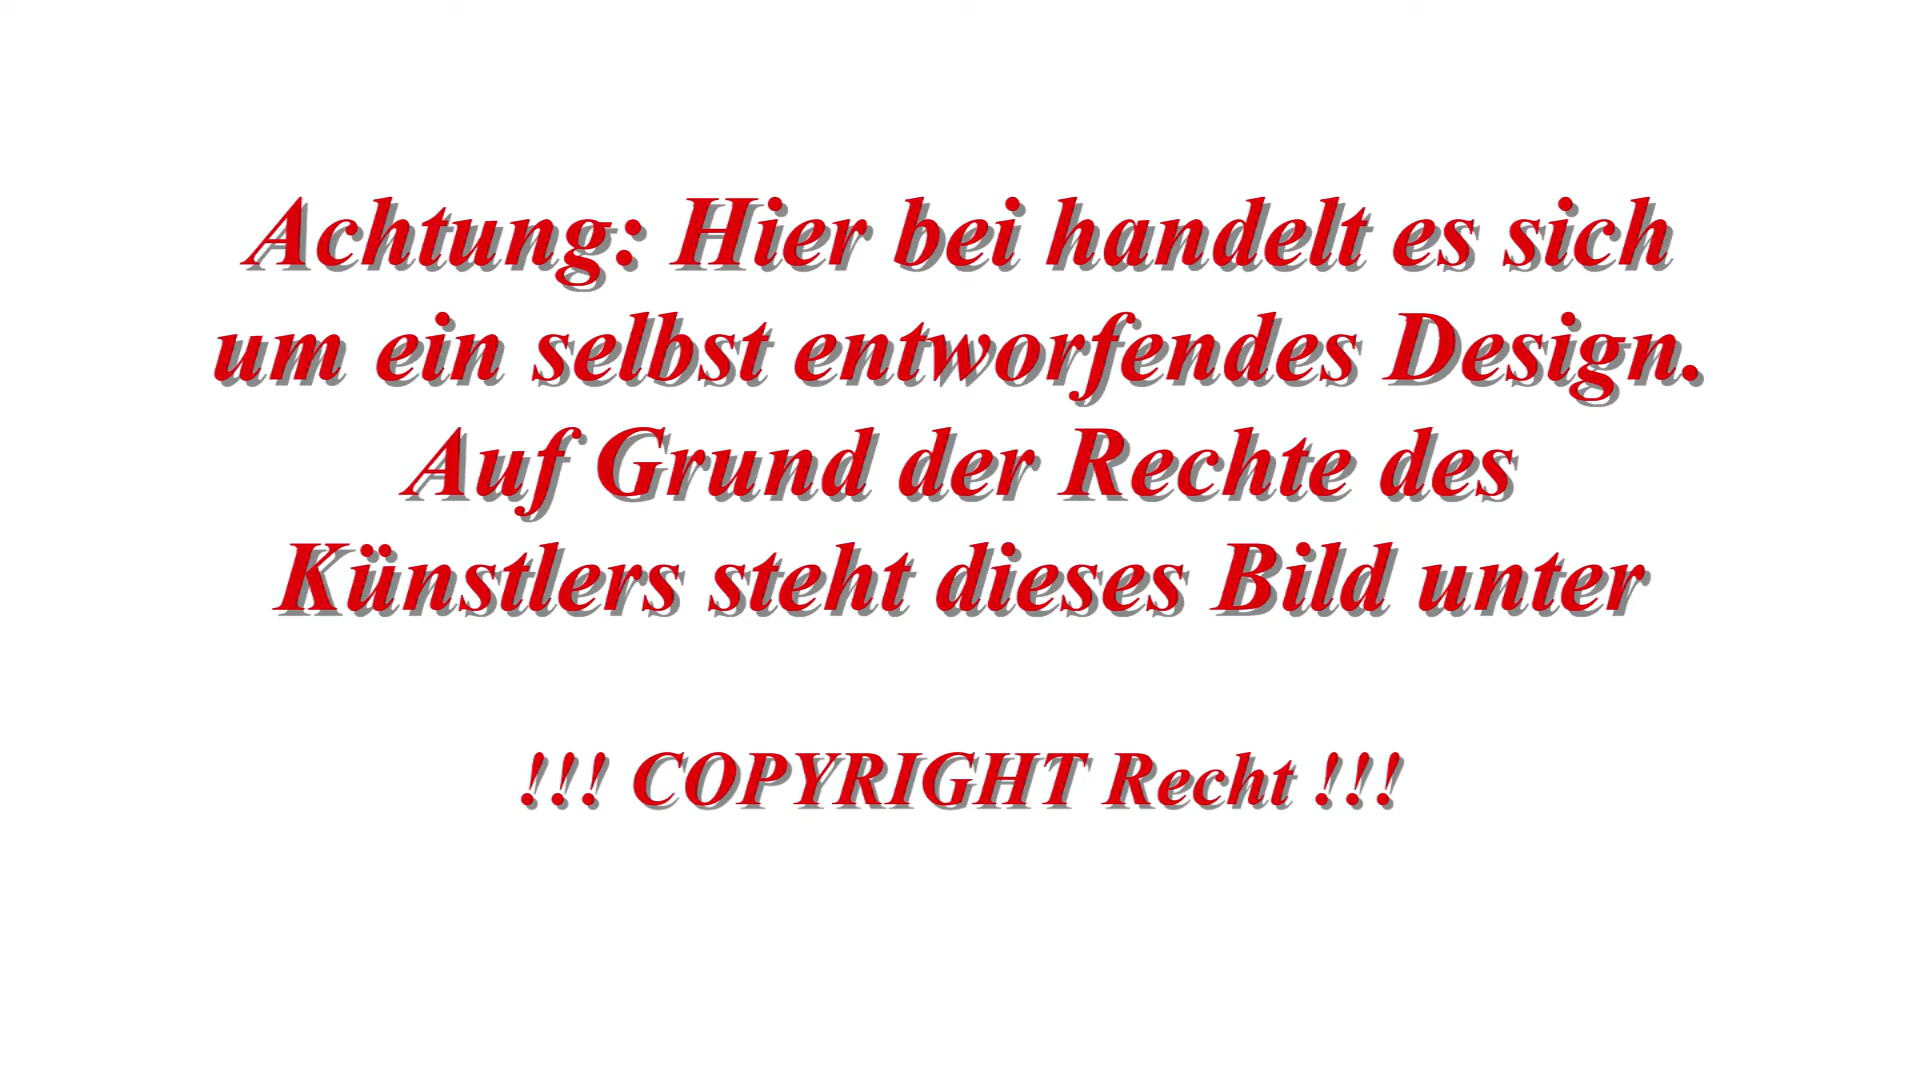 Achtung: Hier bei handelt es sich
um ein selbst entworfendes Design.
Auf Grund der Rechte des
Künstlers steht dieses Bild unter
!!! COPYRIGHT Recht !!!